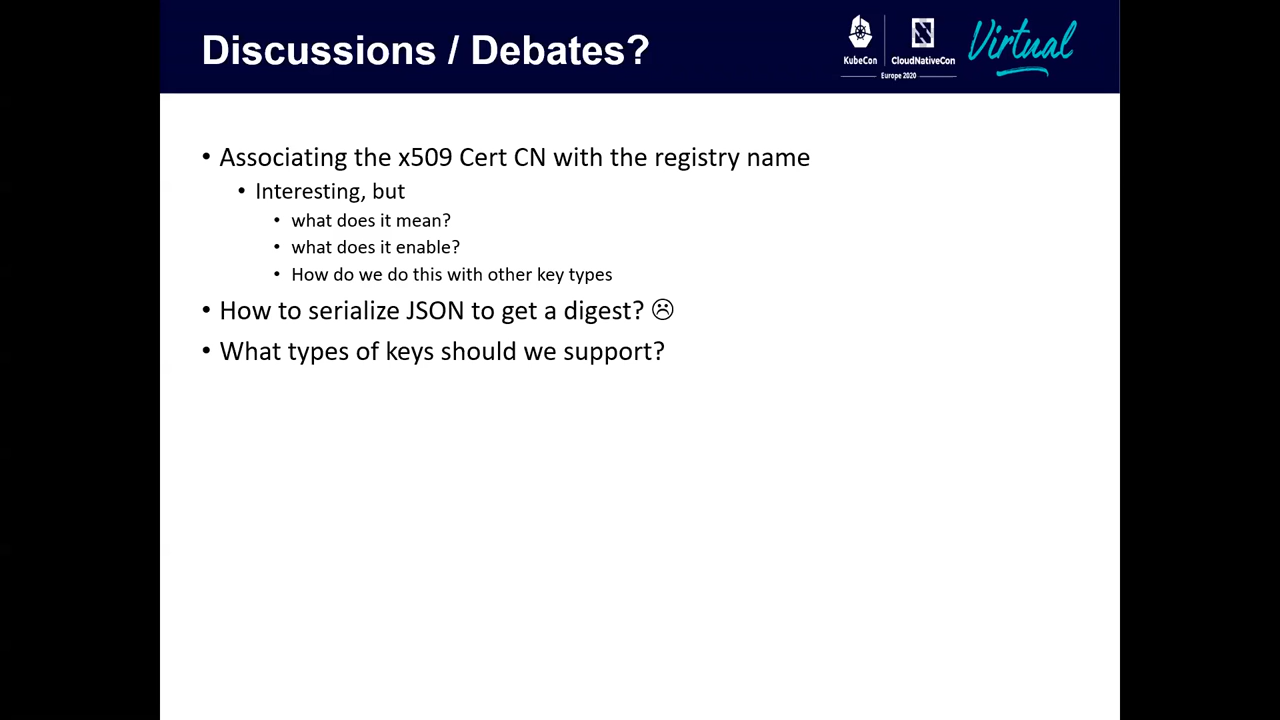 Discussions / Debates?
KubeCon
CloudNativeCon
Europe 2020
Virtual
• Associating the x509 Cert CN with the registry name
• Interesting, but
• what does it mean?
• what does it enable?
• How do we do this with other key types
• How to serialize JSON to get a digest? ☹
• What types of keys should we support?